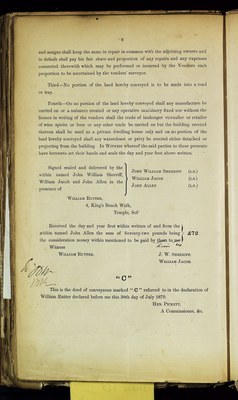 6
and assigns shall keep the same in repair in common with the adjoining owners and
in default shall pay his fair share and proportion of any repairs and any expenses
connected therewith which may be performed or incurred by the Vendors such
proportion to be ascertained by the vendors' surveyor.
Third—No portion of the land hereby conveyed is to be made into a road
or way.
Fourth—On no portion of the land hereby conveyed shall any manufacture be
carried on or a nuisance created or any operative machinery fixed nor without the
licence in writing of the vendors shall the trade of innkeeper victualler or retailer
of wine spirits or beer or any other trade be carried on but the building erected
thereon shall be used as a private dwelling house only and on no portion of the
land hereby conveyed shall any watercloset or privy be erected either detached or
projecting from the building In Witness whereof the said parties to these presents
have hereunto set their hands and seals the day and year first above written.
Signed sealed and delivered by the
within named John William Sherriff,
William Jacob and John Allen in the
presence of
John William Sherriff (L.S.)
William Jacob (L.S.)
John Allen (L.S.)
William Rutter,
4, King's Bench Walk,
Temple, Solr
Received the day and year first within written of and from the
within named John Allen the sum of Seventy-two pounds being
the consideration money within mentioned to be paid by them to me
£72
Witness
William Rutter.
J. W. Sherriff.
William Jacob.
"C"
This is the deed of conveyance marked "C" referred to in the declaration of
William Rutter declared before me this 30th day of July 1879.
Hen. Pickett,
A Commissioner, &c.